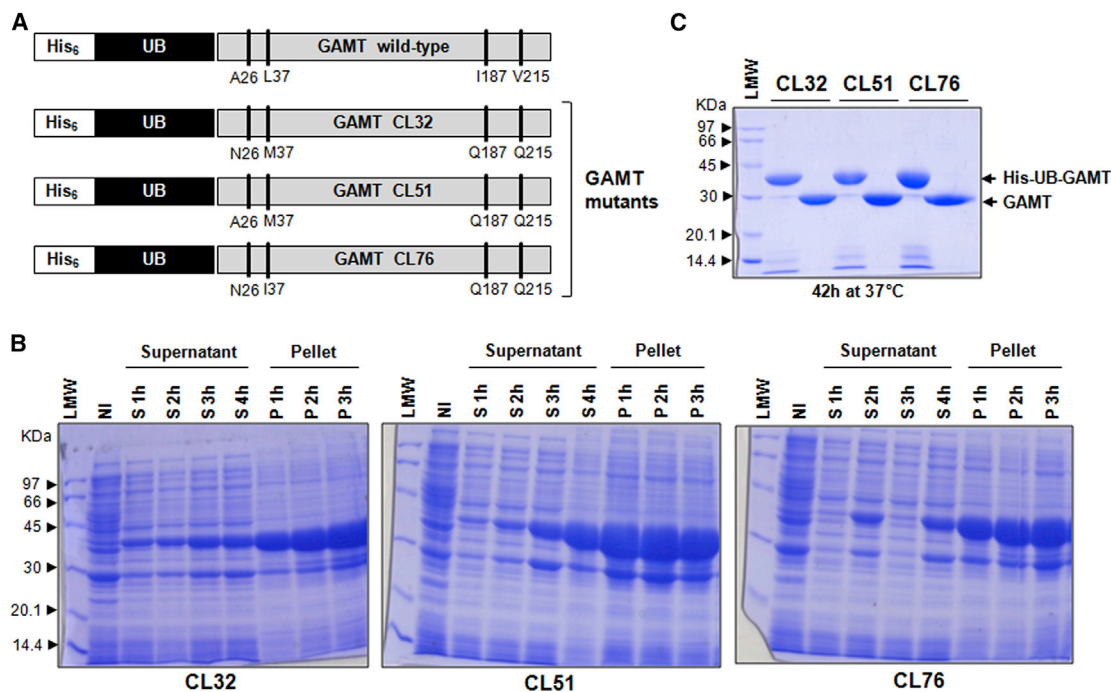 A
His6 UB GAMT wild-type
A26 L37 I187 V215
His6 UB GAMT CL32
N26 M37 Q187 Q215
His6 UB GAMT CL51
A26 M37 Q187 Q215
His6 UB GAMT CL76
N26 I37 Q187 Q215
GAMT
mutants
C
LMW CL32 CL51 CL76
KDa
97
66
45
30
20.1
14.4
His-UB-GAMT
GAMT
42h at 37°C
B
Supernatant Pellet
LMW NI S 1h S 2h S 3h S 4h P 1h P 2h P 3h
KDa
97
66
45
30
20.1
14.4
CL32
Supernatant Pellet
LMW NI S 1h S 2h S 3h S 4h P 1h P 2h P 3h
CL51
Supernatant Pellet
LMW NI S 1h S 2h S 3h S 4h P 1h P 2h P 3h
CL76